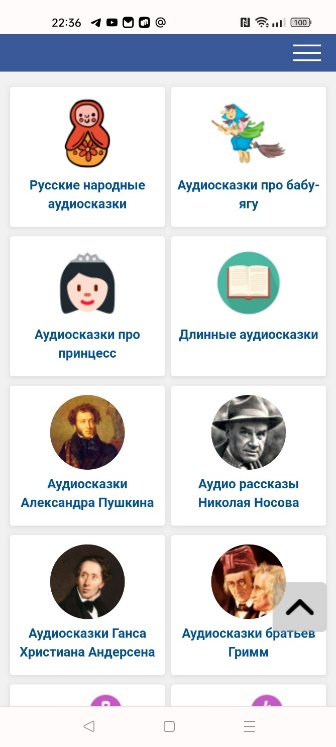 22:36
100
Русские народные
аудиосказки
Аудиосказки про бабу-
ягу
Аудиосказки про
принцесс
Длинные аудиосказки
Аудиосказки
Александра Пушкина
Аудио рассказы
Николая Носова
Аудиосказки Ганса
Христиана Андерсена
Аудиосказки братьев
Гримм